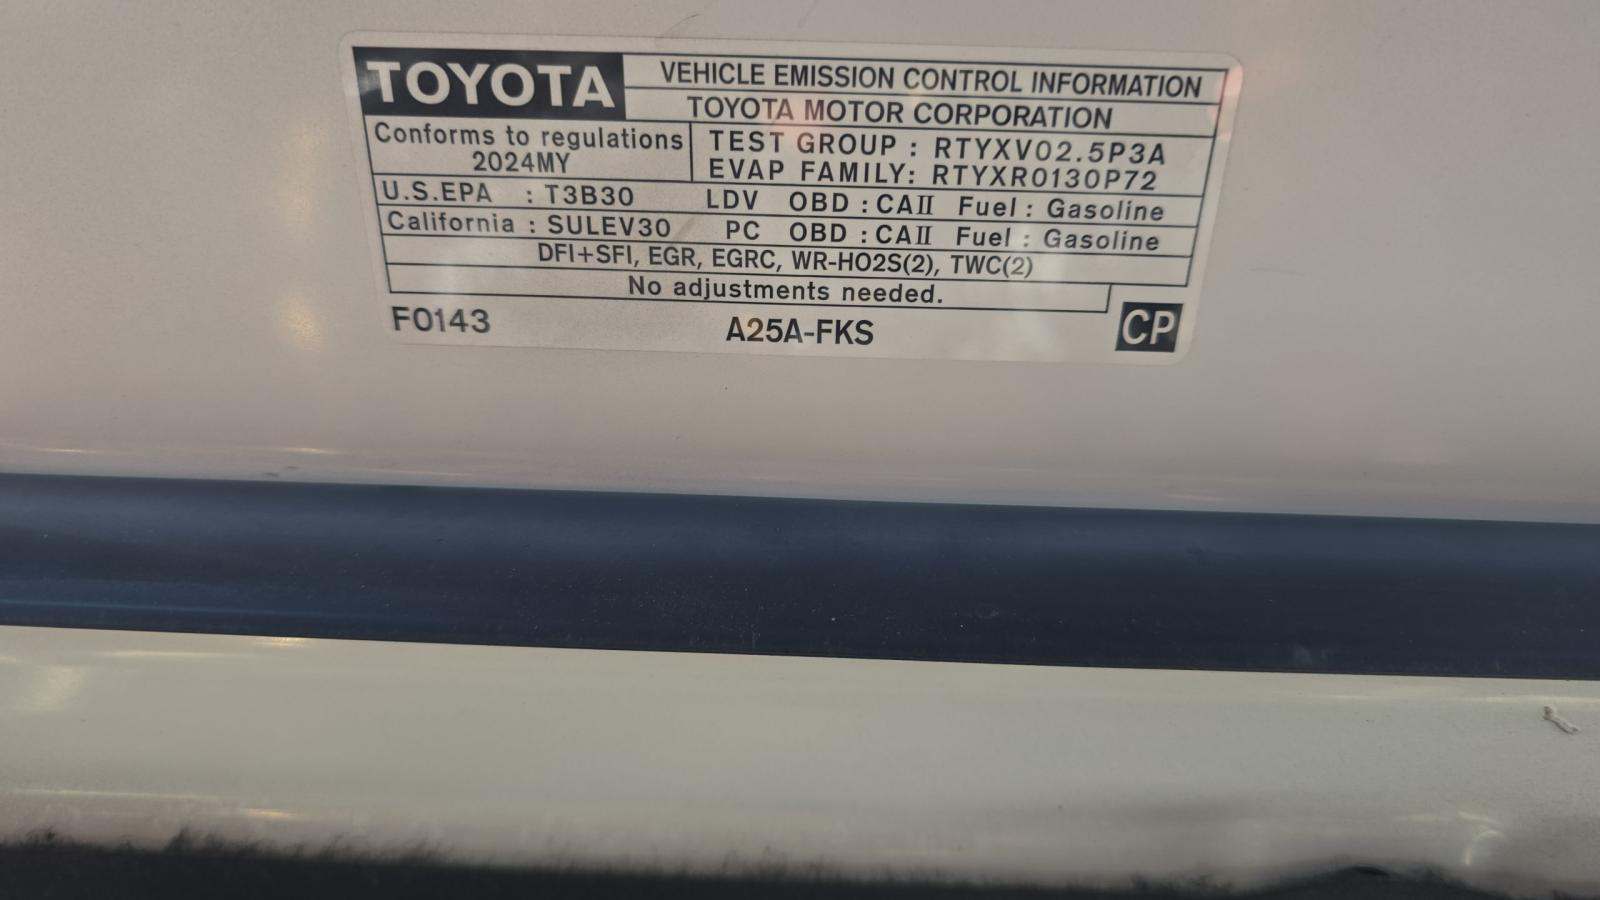 TOYOTA
VEHICLE EMISSION CONTROL INFORMATION
TOYOTA MOTOR CORPORATION
Conforms to regulations
2024MY
TEST GROUP : RTYXV02.5P3A
EVAP FAMILY: RTYXR0130P72
U.S.EPA : T3B30 LDV OBD : CAII Fuel : Gasoline
California : SULEV30 PC OBD : CAII Fuel : Gasoline
DFI+SFI, EGR, EGRC, WR-HO2S(2), TWC(2)
No adjustments needed.
F0143 A25A-FKS CP